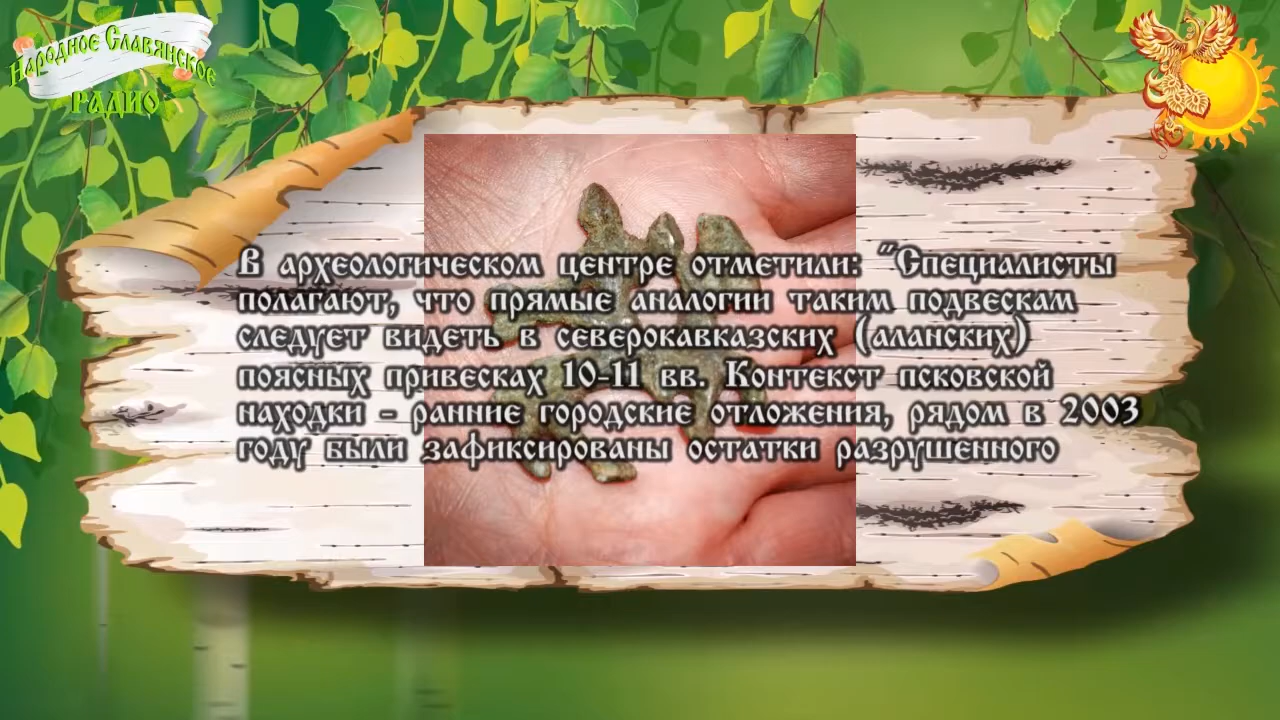 Народное Славянское
РАДИО
В археологическом центре отметили: "Специалисты
полагают, что прямые аналогии таким подвескам
следует видеть в северокавказских (аланских)
поясных привесках 10-11 вв. Контекст псковской
находки - ранние городские отложения, рядом в 2003
году были зафиксированы остатки разрушенного